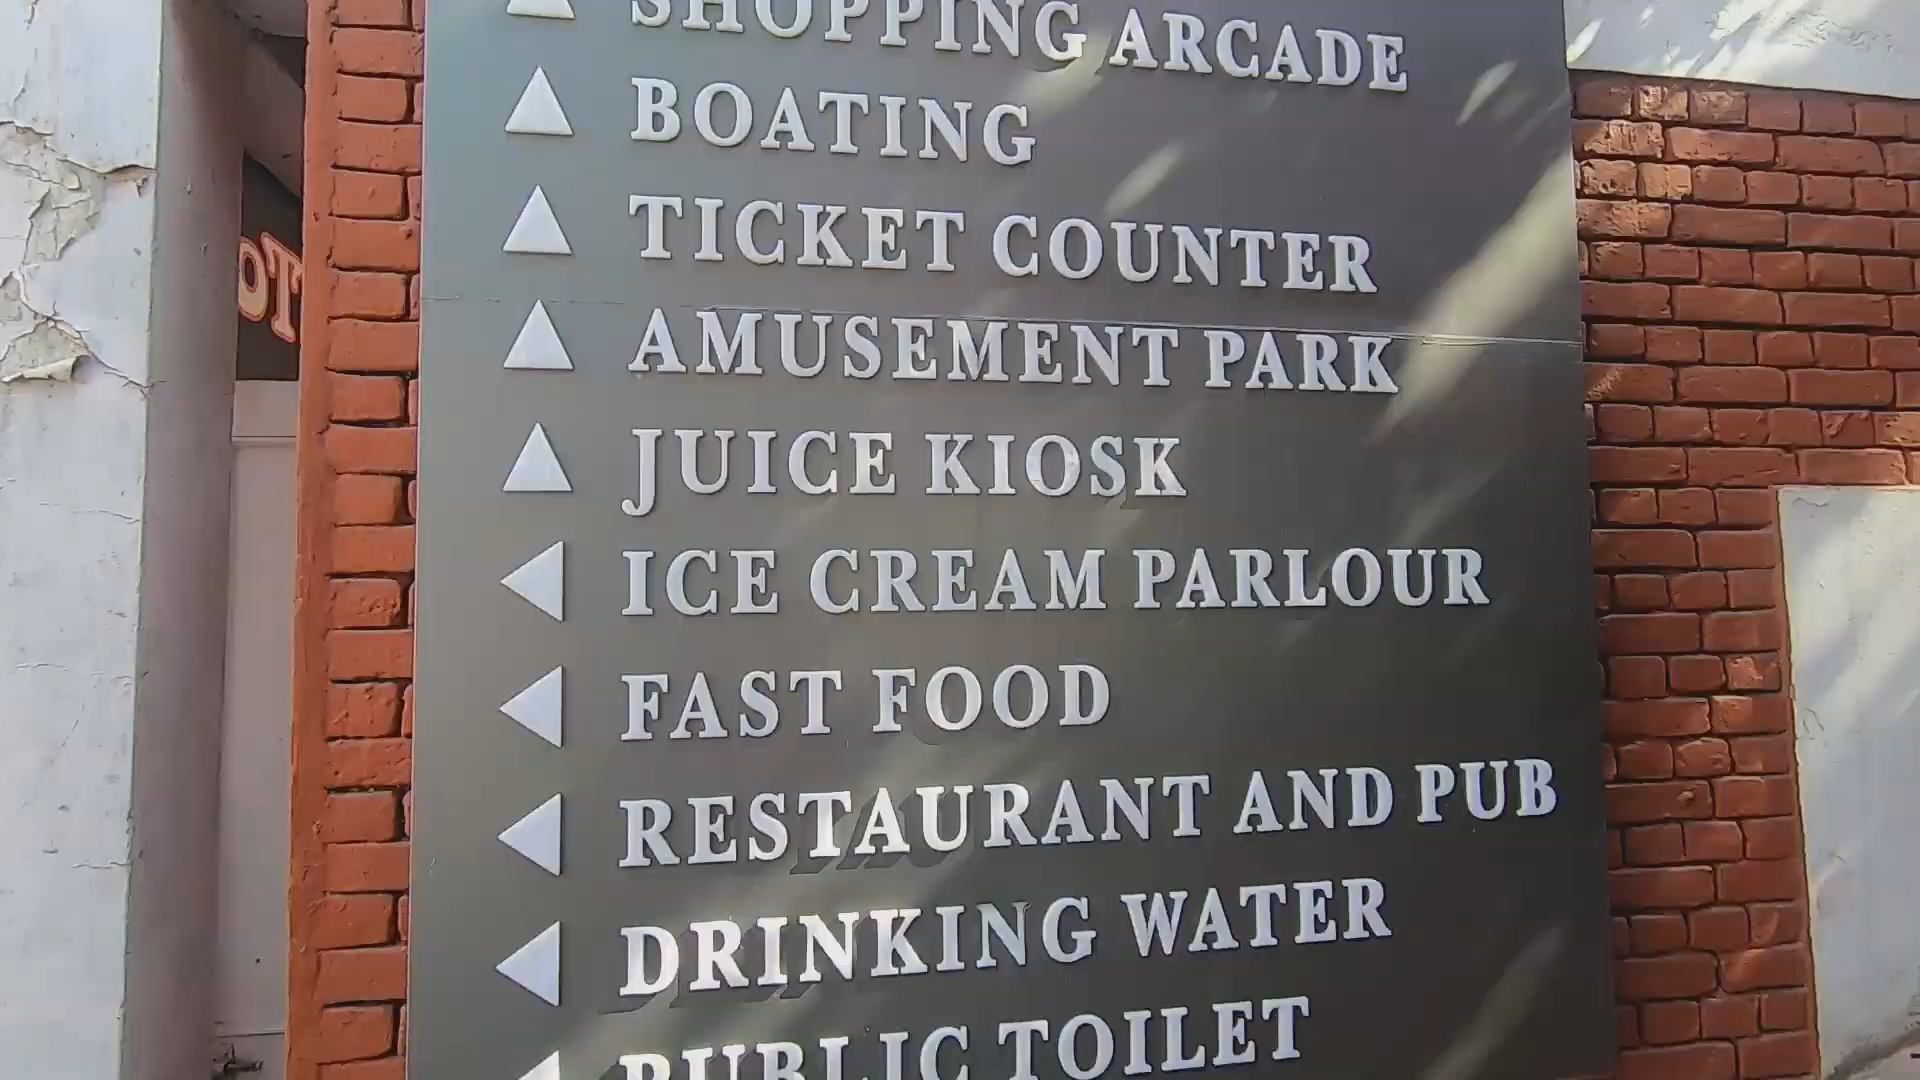 SHOPPING ARCADE
BOATING
TICKET COUNTER
AMUSEMENT PARK
JUICE KIOSK
ICE CREAM PARLOUR
FAST FOOD
RESTAURANT AND PUB
DRINKING WATER
PUBLIC TOILET